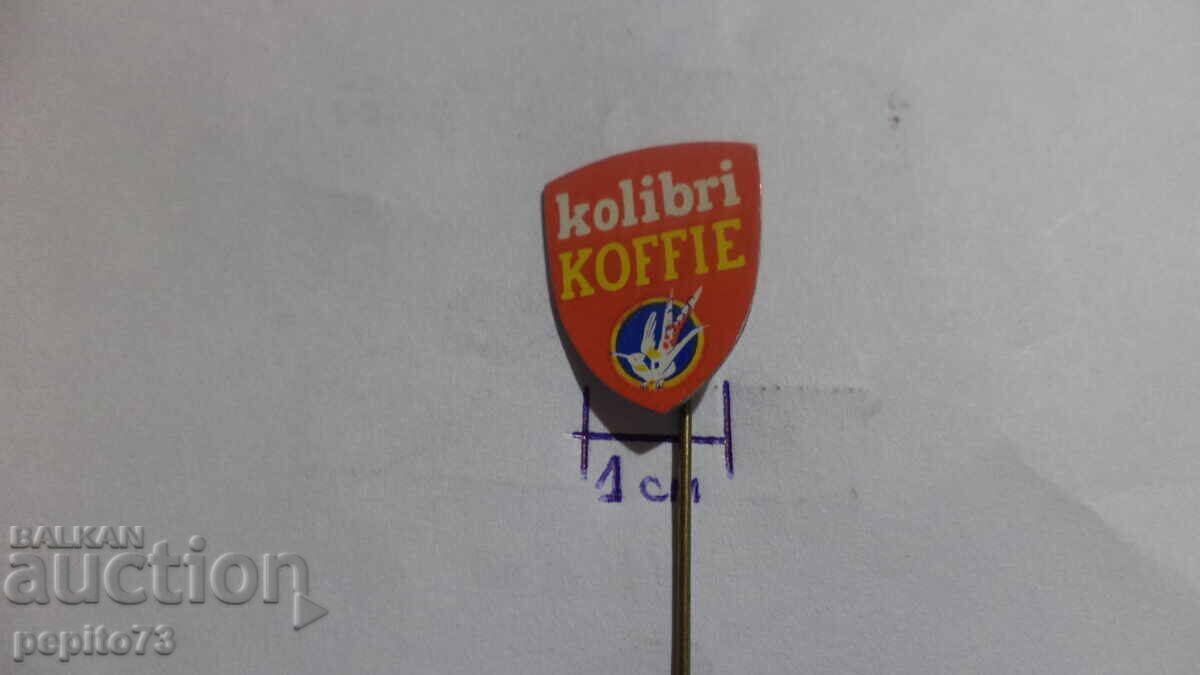 kolibri
KOFFIE
1 cm
BALKAN
auction
pepito73